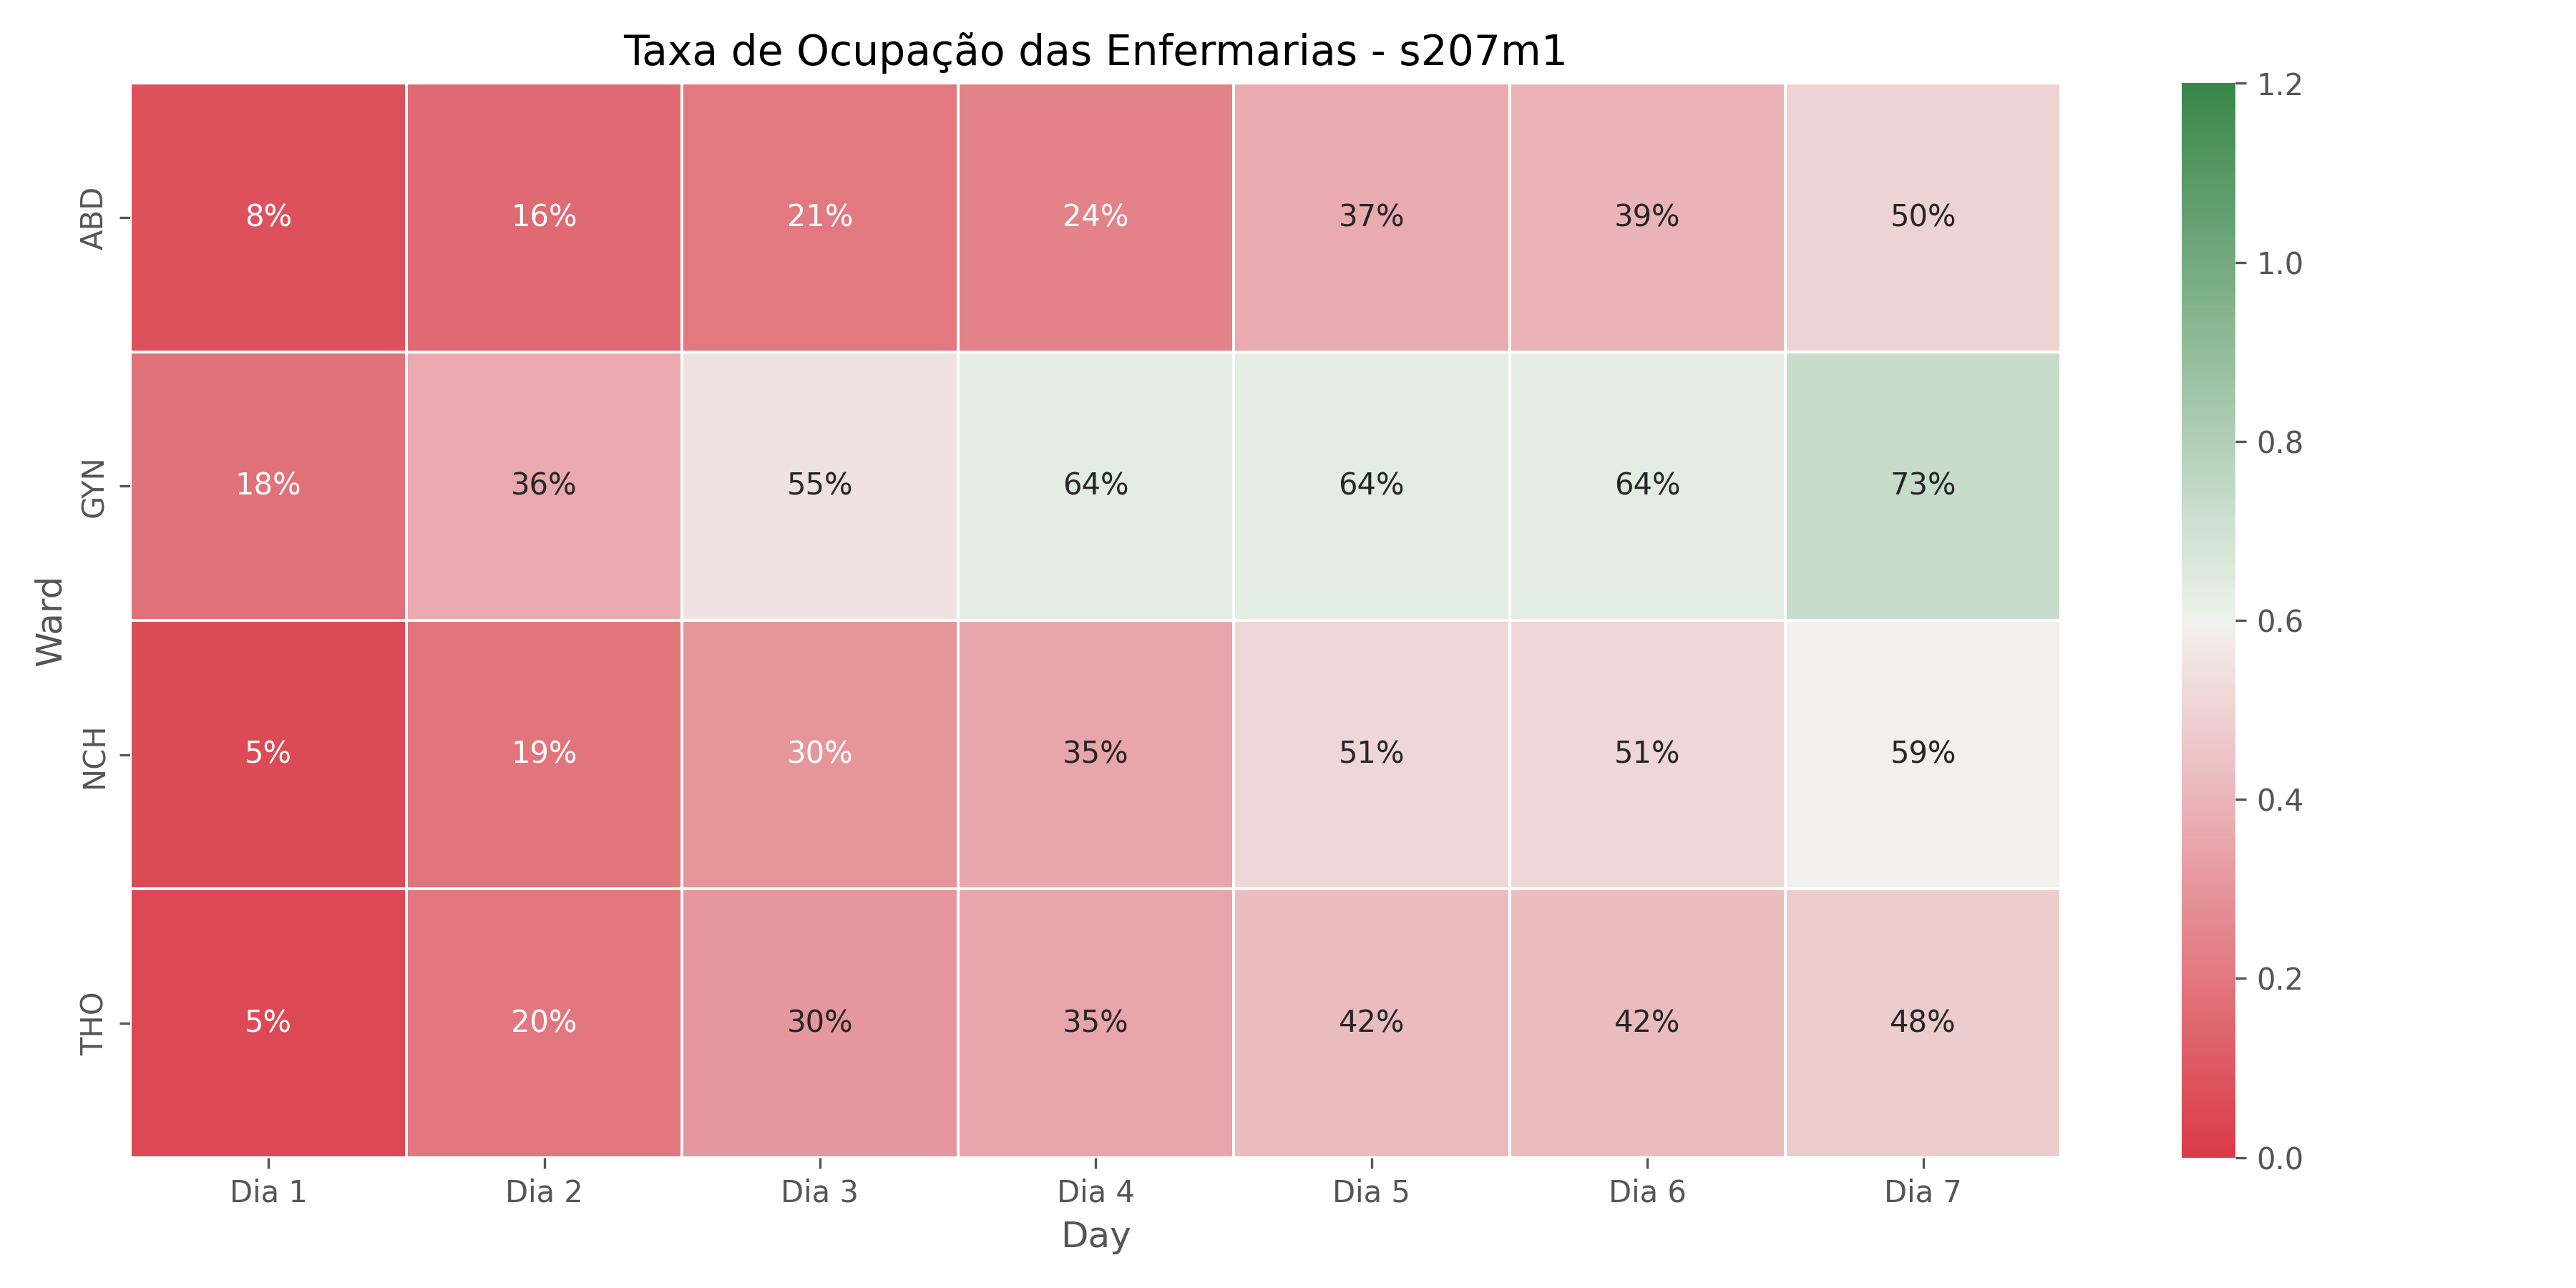 Taxa de Ocupação das Enfermarias - s207m1
Ward
ABD 8% 16% 21% 24% 37% 39% 50%
GYN 18% 36% 55% 64% 64% 64% 73%
NCH 5% 19% 30% 35% 51% 51% 59%
THO 5% 20% 30% 35% 42% 42% 48%
Dia 1 Dia 2 Dia 3 Dia 4 Dia 5 Dia 6 Dia 7
Day
1.2
1.0
0.8
0.6
0.4
0.2
0.0